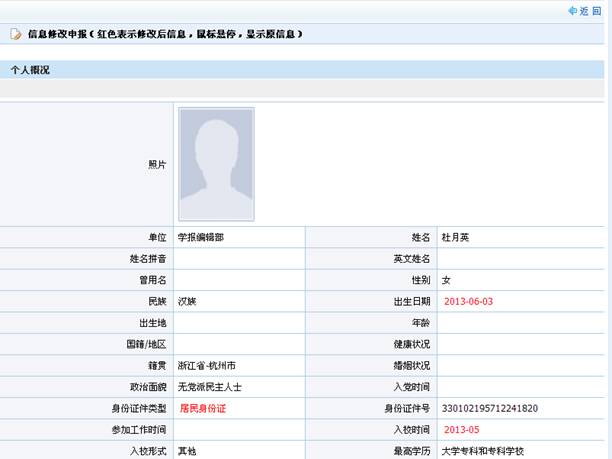 返回
信息修改申报（红色表示修改后信息，鼠标悬停，显示原信息）
个人概况
照片
单位 学报编辑部 姓名 杜月英
姓名拼音 英文姓名
曾用名 性别 女
民族 汉族 出生日期 2013-06-03
出生地 年龄
国籍/地区 健康状况
籍贯 浙江省-杭州市 婚姻状况
政治面貌 无党派民主人士 入党时间
身份证件类型 居民身份证 身份证件号 330102195712241820
参加工作时间 入校时间 2013-05
入校形式 其他 最高学历 大学专科和专科学校